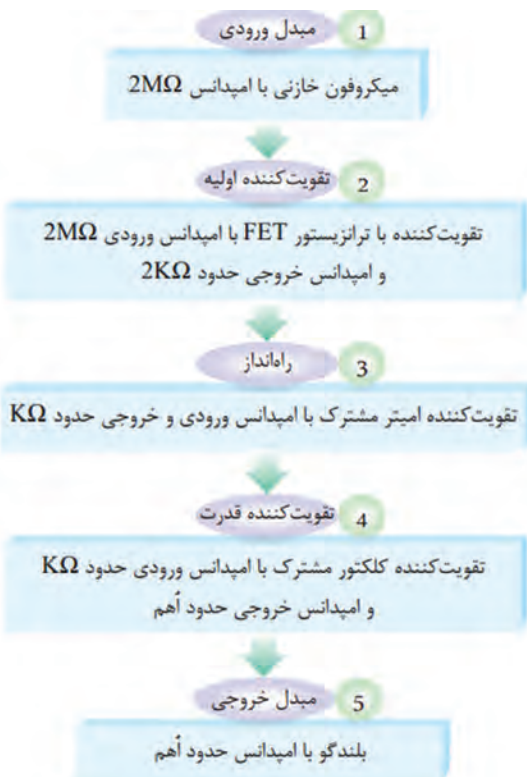 1 مبدل ورودی
میکروفون خازنی با امپدانس 2MΩ
2 تقویت‌کننده اولیه
تقویت‌کننده با ترانزیستور FET با امپدانس ورودی 2MΩ
و امپدانس خروجی حدود 2KΩ
3 راه‌انداز
تقویت‌کننده امیتر مشترک با امپدانس ورودی و خروجی حدود KΩ
4 تقویت‌کننده قدرت
تقویت‌کننده کلکتور مشترک با امپدانس ورودی حدود KΩ
و امپدانس خروجی حدود اُهم
5 مبدل خروجی
بلندگو با امپدانس حدود اُهم